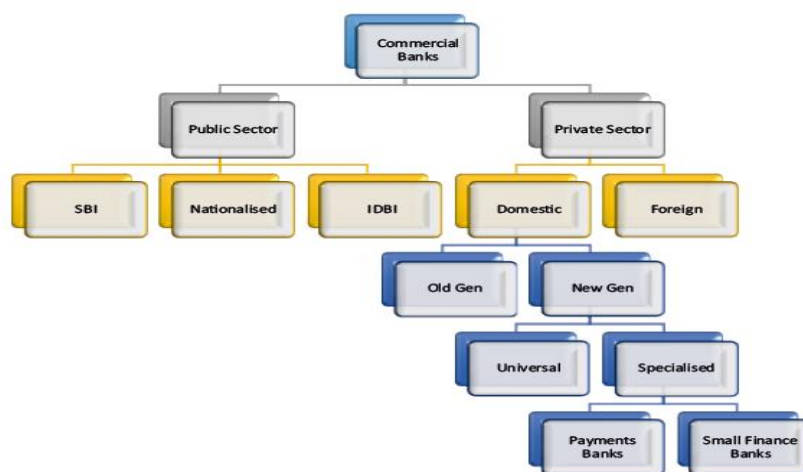 Commercial
Banks
Public Sector
Private Sector
SBI
Nationalised
IDBI
Domestic
Foreign
Old Gen
New Gen
Universal
Specialised
Payments
Banks
Small Finance
Banks